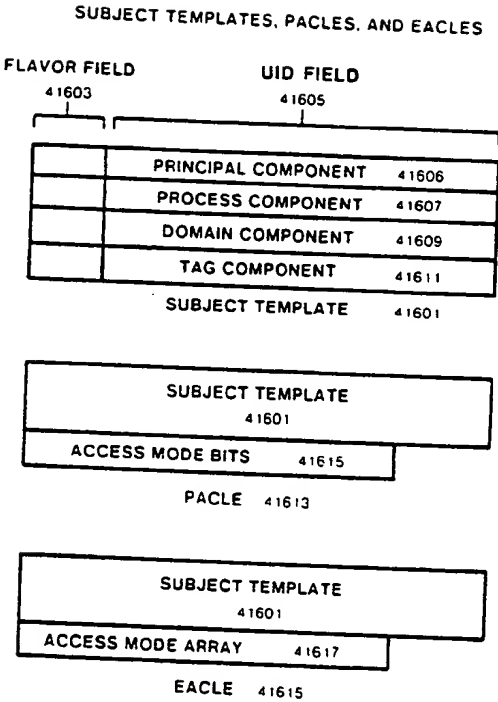 SUBJECT TEMPLATES, PACLES, AND EACLES
FLAVOR FIELD
UID FIELD
41603
41605
PRINCIPAL COMPONENT 41606
PROCESS COMPONENT 41607
DOMAIN COMPONENT 41609
TAG COMPONENT 41611
SUBJECT TEMPLATE 41601
SUBJECT TEMPLATE
41601
ACCESS MODE BITS 41615
PACLE 41613
SUBJECT TEMPLATE
41601
ACCESS MODE ARRAY 41617
EACLE 41615